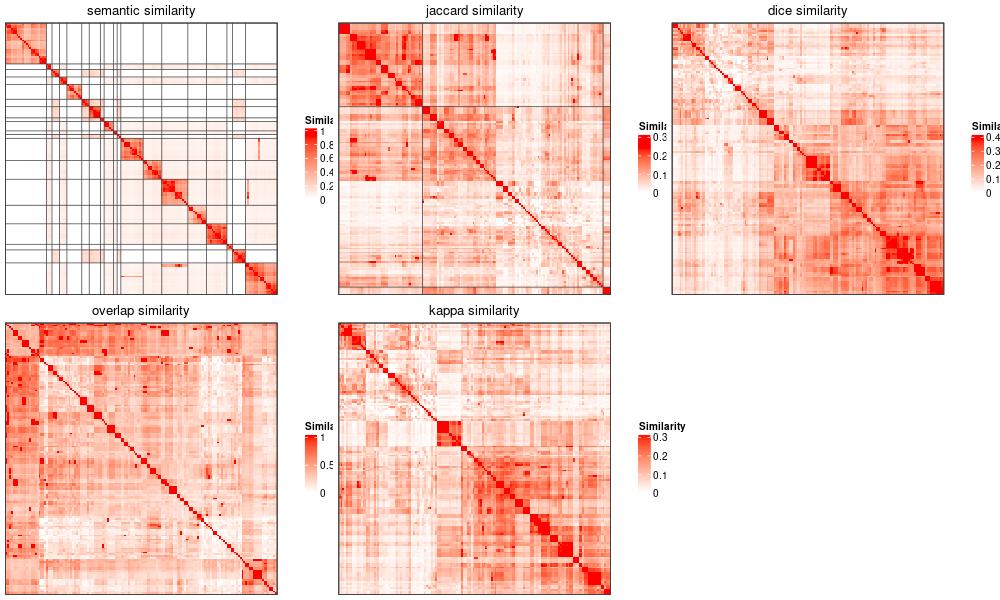 semantic similarity
jaccard similarity
dice similarity
Simila
1
0.8
0.6
0.4
0.2
0
Simila
0.3
0.2
0.1
0
Simila
0.4
0.3
0.2
0.1
0
overlap similarity
kappa similarity
Simila
1
0.5
0
Similarity
0.3
0.2
0.1
0